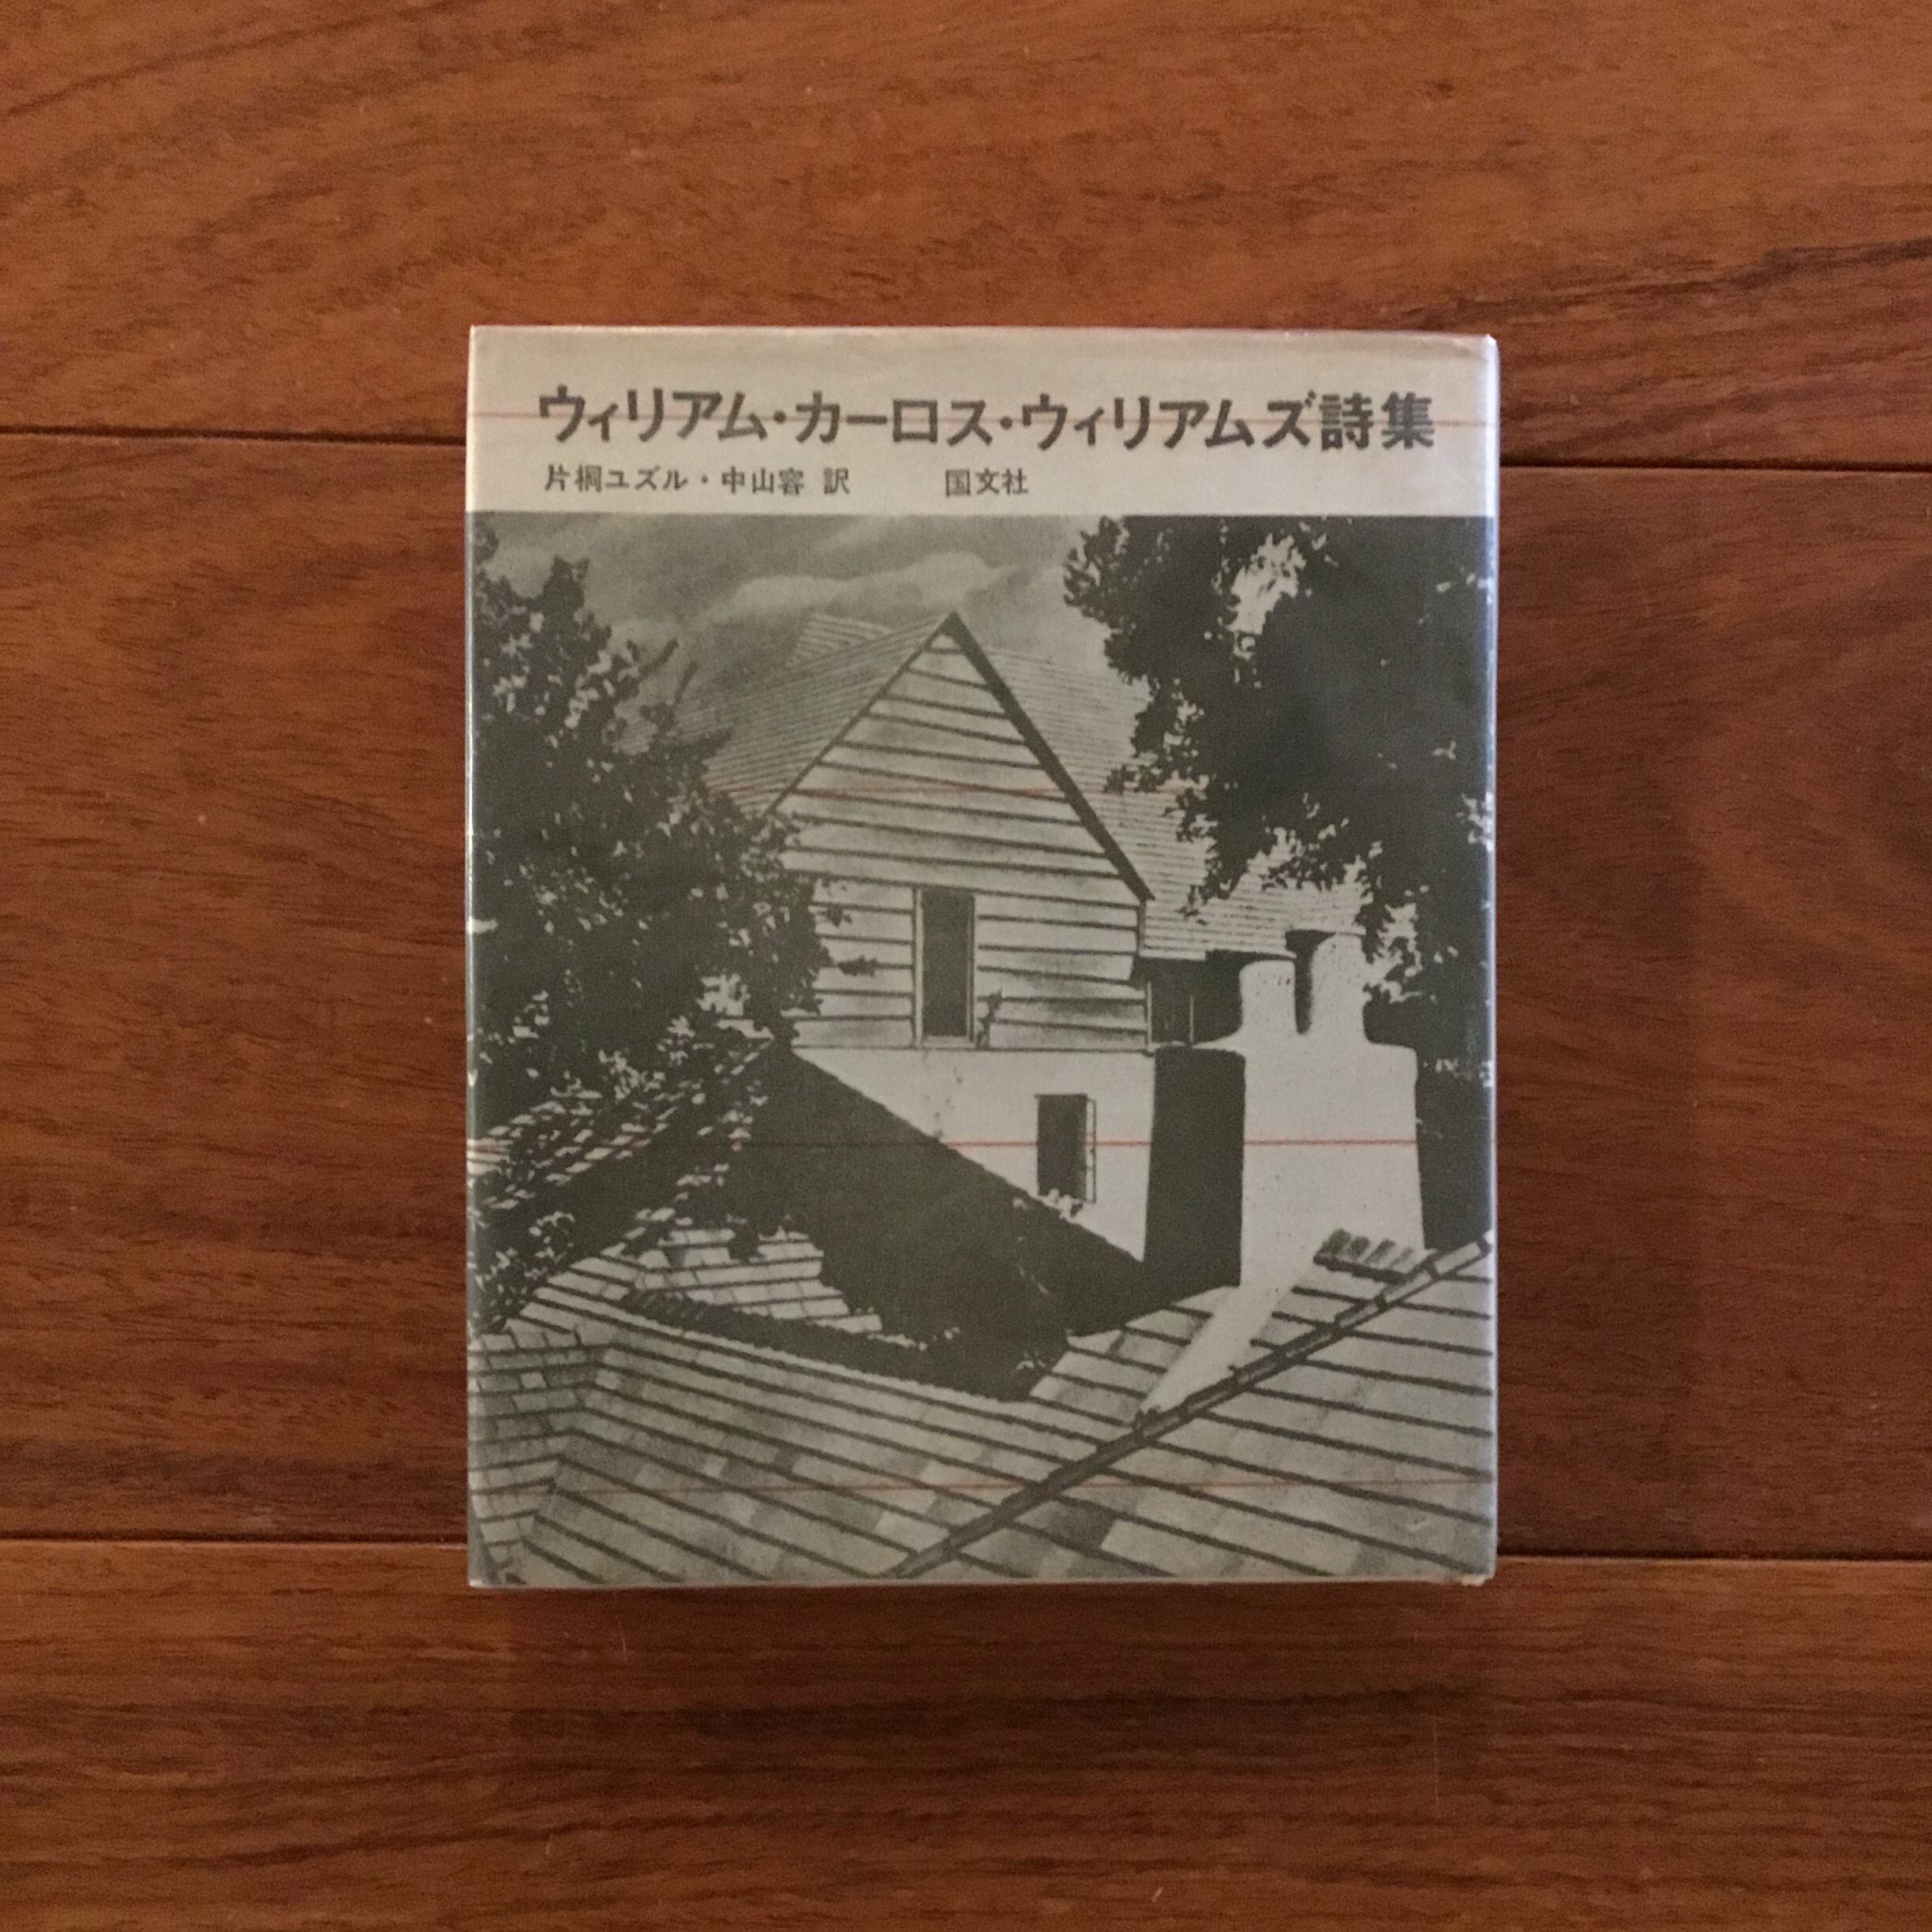 ウィリアム・カーロス・ウィリアムズ詩集
片桐ユズル・中山容 訳　国文社